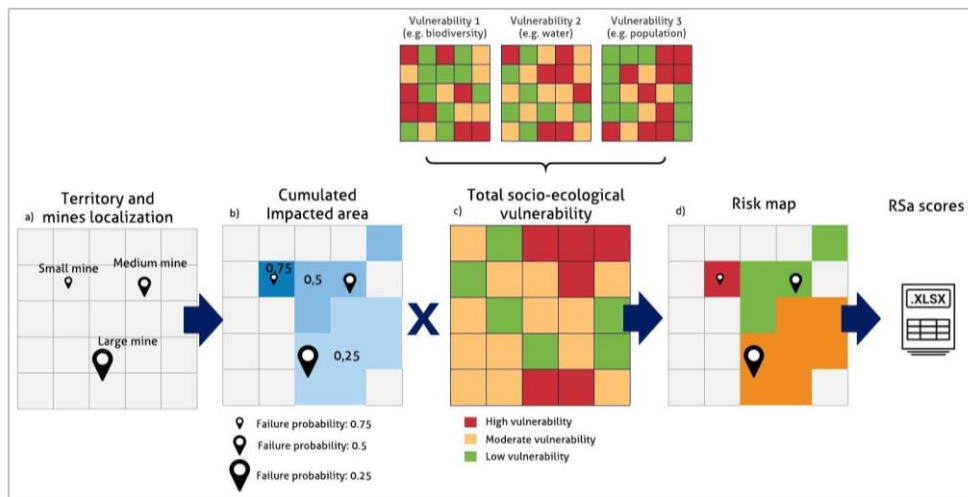 Vulnerability 1
(e.g. biodiversity)
Vulnerability 2
(e.g. water)
Vulnerability 3
(e.g. population)
Territory and
mines localization
a)
Small mine
Medium mine
Large mine
Cumulated
Impacted area
b)
0,75
0,5
0,25
Failure probability: 0.75
Failure probability: 0.5
Failure probability: 0.25
X
Total socio-ecological
vulnerability
c)
High vulnerability
Moderate vulnerability
Low vulnerability
Risk map
d)
RSa scores
.XLSX